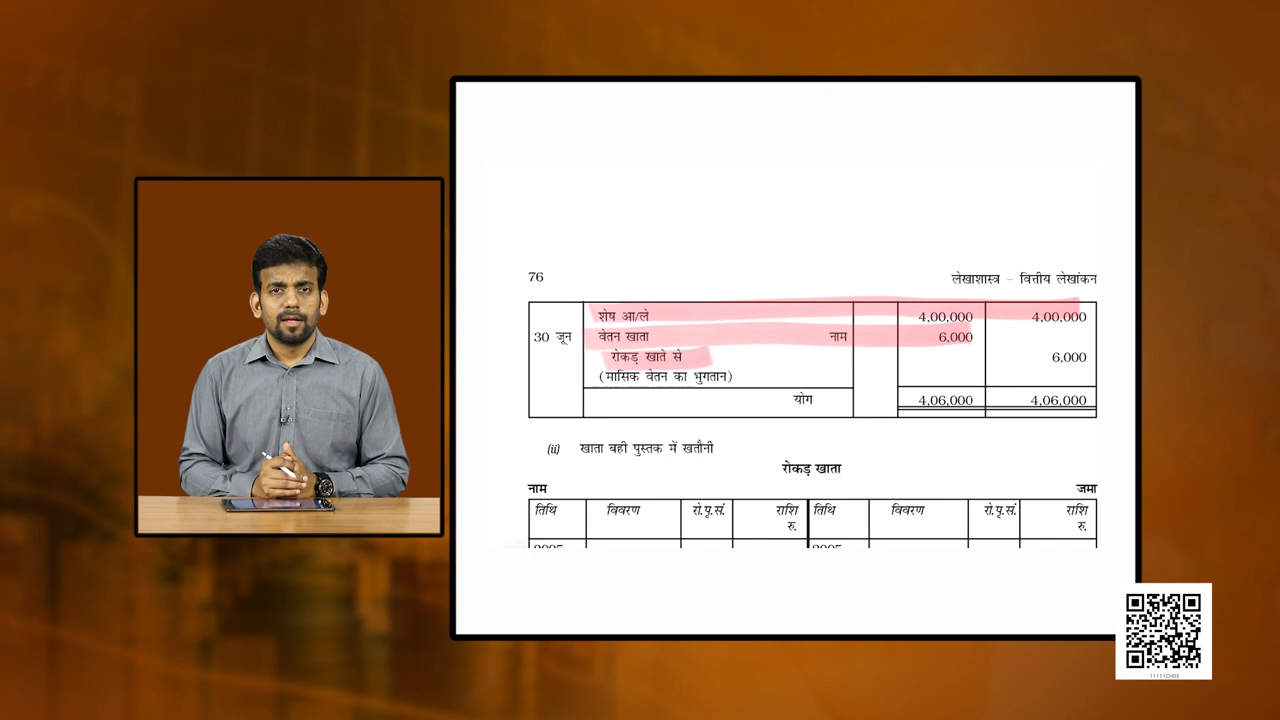 76 लेखाशास्त्र – वित्तीय लेखांकन
शेष आ/ले 4,00,000 4,00,000
30 जून वेतन खाता नाम 6,000
रोकड़ खाते से 6,000
(मासिक वेतन का भुगतान)
योग 4,06,000 4,06,000
(ii) खाता बही पुस्तक में खतौनी
रोकड़ खाता
नाम जमा
तिथि विवरण रो.पृ.सं. राशि तिथि विवरण रो.पृ.सं. राशि
रु. रु.
11111CH03